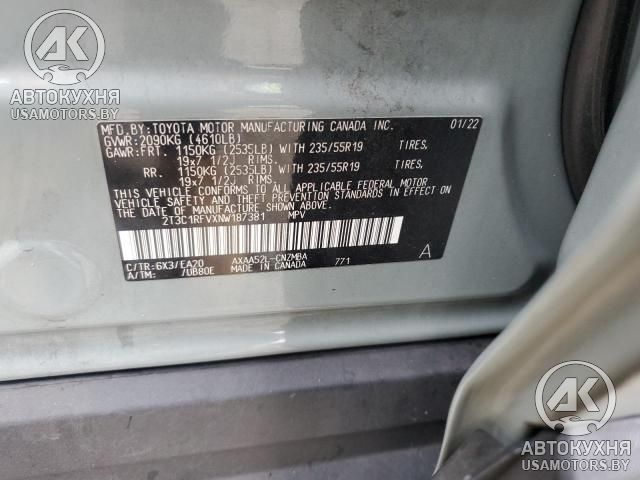 AK
АВТОКУХНЯ
USAMOTORS.BY
MFD.BY:TOYOTA MOTOR MANUFACTURING CANADA INC. 01/22
GVWR:2090KG (4610LB)
GAWR:FRT. 1150KG (2535LB) WITH 235/55R19 TIRES,
19x7 1/2J RIMS.
RR. 1150KG (2535LB) WITH 235/55R19 TIRES,
19x7 1/2J RIMS.
THIS VEHICLE CONFORMS TO ALL APPLICABLE FEDERAL MOTOR
VEHICLE SAFETY AND THEFT PREVENTION STANDARDS IN EFFECT
ON THE DATE OF MANUFACTURE SHOWN ABOVE.
2T3C1RFVXNW187381 MPV
A
C/TR:6X3/EA20 AXAA52L-CNZMBA 771
A/TM: /UB80E MADE IN CANADA
AK
АВТОКУХНЯ
USAMOTORS.BY